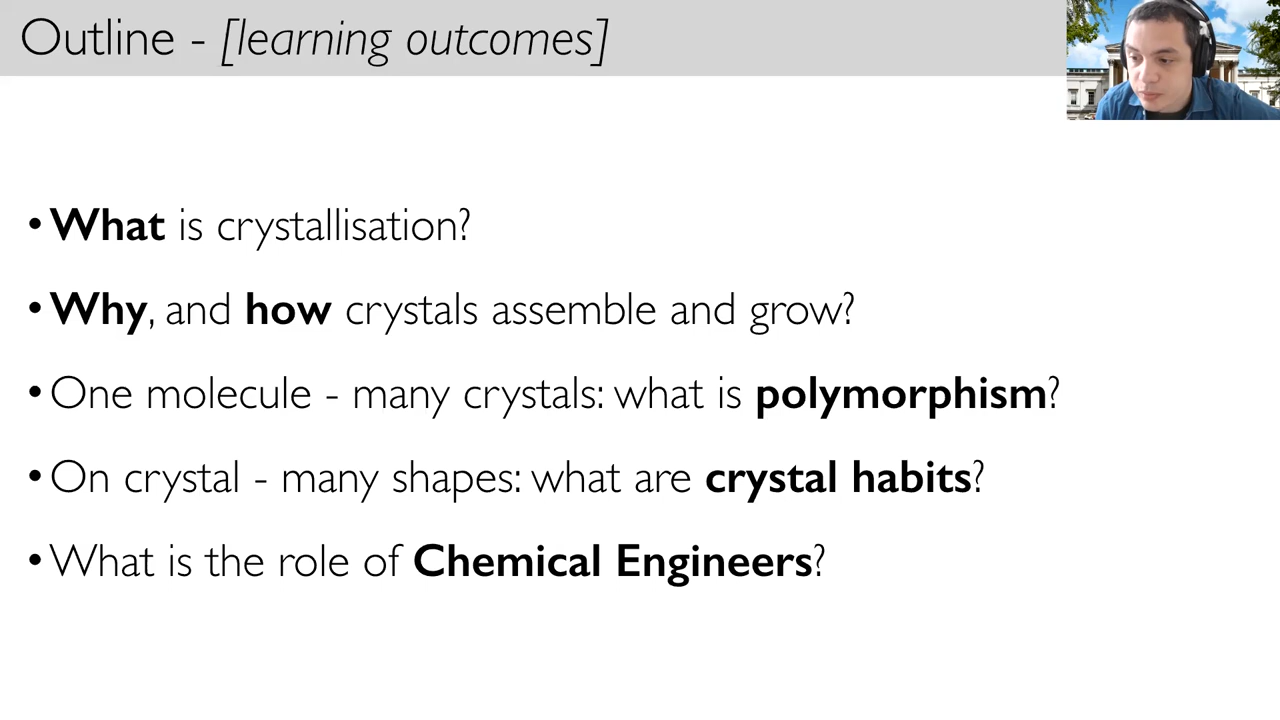 Outline - [learning outcomes]
• What is crystallisation?
• Why, and how crystals assemble and grow?
• One molecule - many crystals: what is polymorphism?
• On crystal - many shapes: what are crystal habits?
• What is the role of Chemical Engineers?